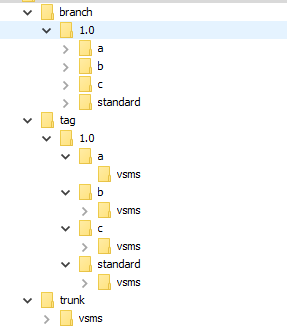 branch
1.0
a
b
c
standard
tag
1.0
a
vsms
b
vsms
c
vsms
standard
vsms
trunk
vsms